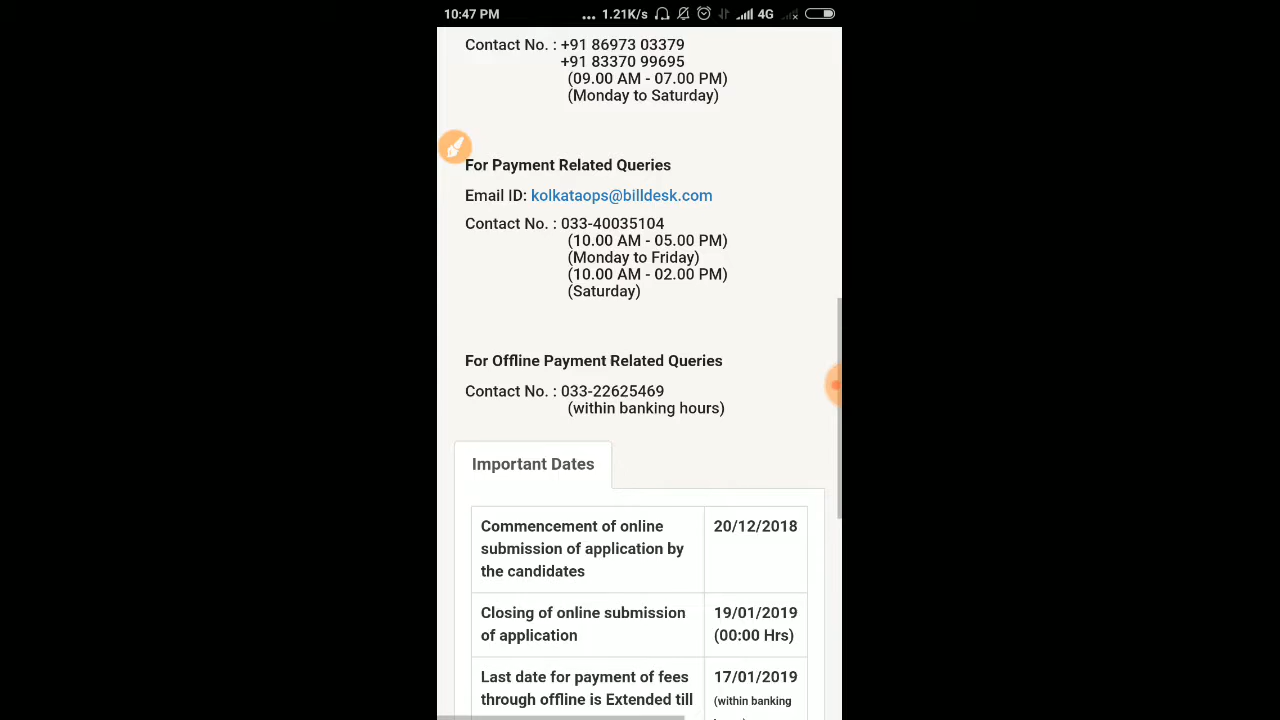 10:47 PM
... 1.21K/s
4G
Contact No. : +91 86973 03379
+91 83370 99695
(09.00 AM - 07.00 PM)
(Monday to Saturday)
For Payment Related Queries
Email ID: kolkataops@billdesk.com
Contact No. : 033-40035104
(10.00 AM - 05.00 PM)
(Monday to Friday)
(10.00 AM - 02.00 PM)
(Saturday)
For Offline Payment Related Queries
Contact No. : 033-22625469
(within banking hours)
Important Dates
Commencement of online
submission of application by
the candidates
20/12/2018
Closing of online submission
of application
19/01/2019
(00:00 Hrs)
Last date for payment of fees
through offline is Extended till
17/01/2019
(within banking